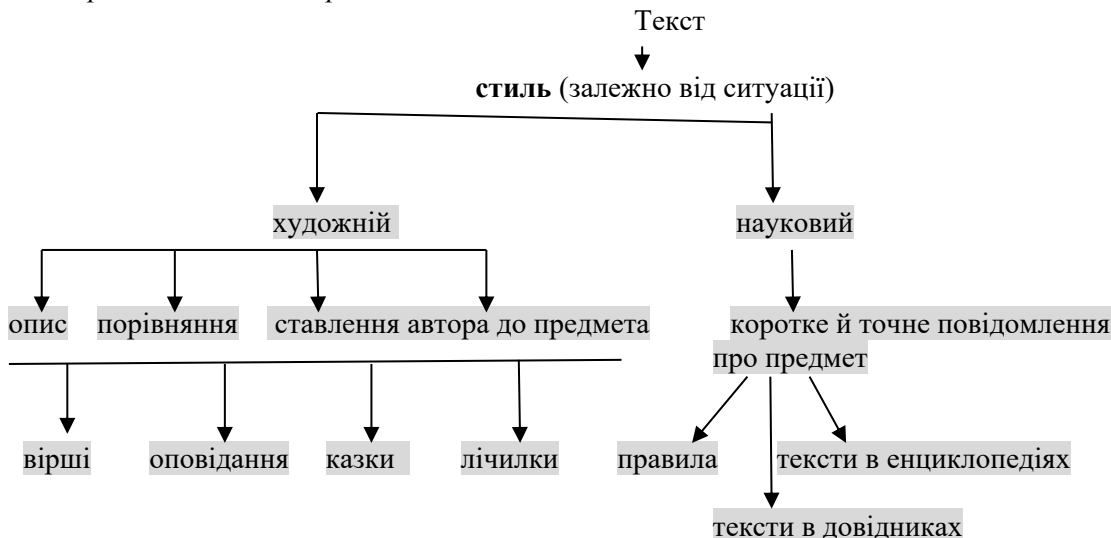 Текст
стиль (залежно від ситуації)
художній
науковий
опис
порівняння
ставлення автора до предмета
коротке й точне повідомлення
про предмет
вірші
оповідання
казки
лічилки
правила
тексти в енциклопедіях
тексти в довідниках